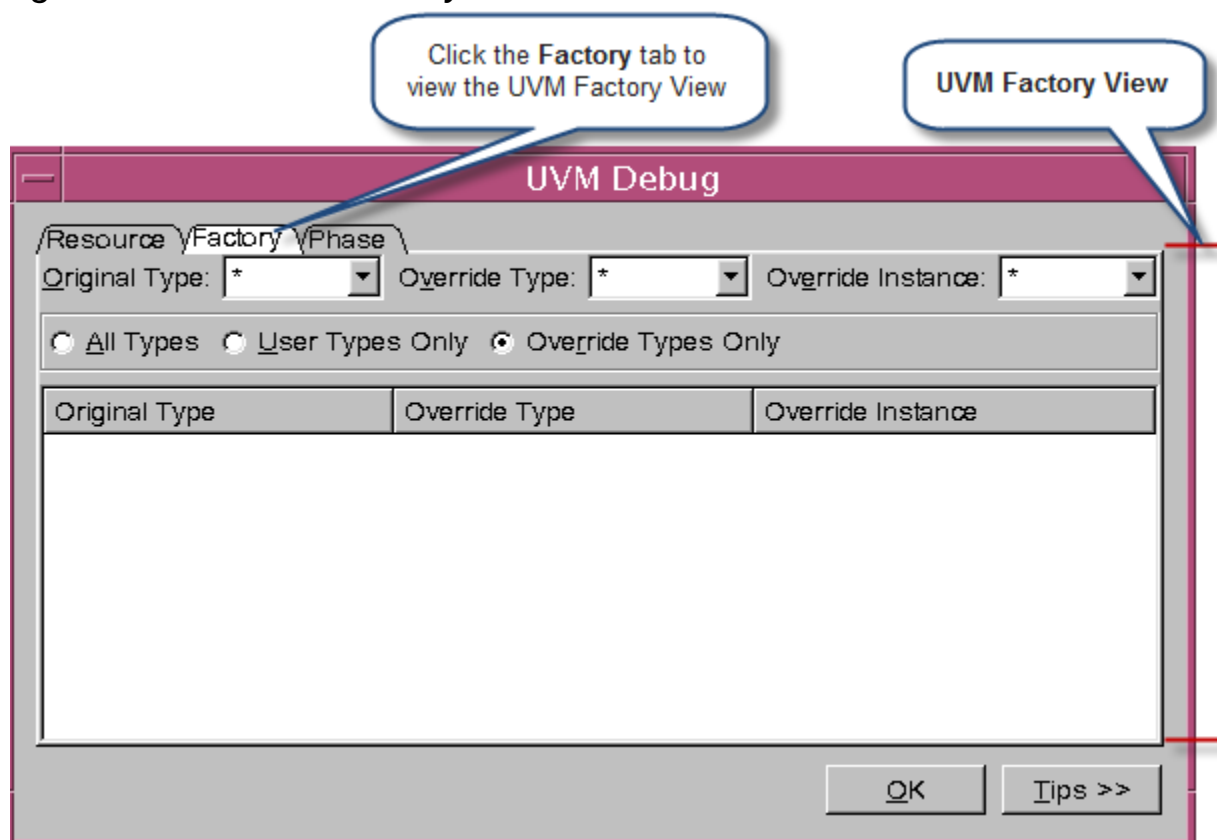 Click the Factory tab to
view the UVM Factory View
UVM Factory View
UVM Debug
Resource Factory Phase
Original Type: * Override Type: * Override Instance: *
All Types User Types Only Override Types Only
Original Type Override Type Override Instance
OK Tips >>